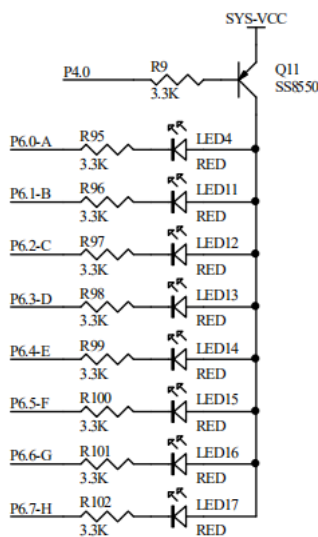 SYS-VCC
P4.0 R9 Q11
3.3K SS8550
P6.0-A R95 LED4
3.3K RED
P6.1-B R96 LED11
3.3K RED
P6.2-C R97 LED12
3.3K RED
P6.3-D R98 LED13
3.3K RED
P6.4-E R99 LED14
3.3K RED
P6.5-F R100 LED15
3.3K RED
P6.6-G R101 LED16
3.3K RED
P6.7-H R102 LED17
3.3K RED